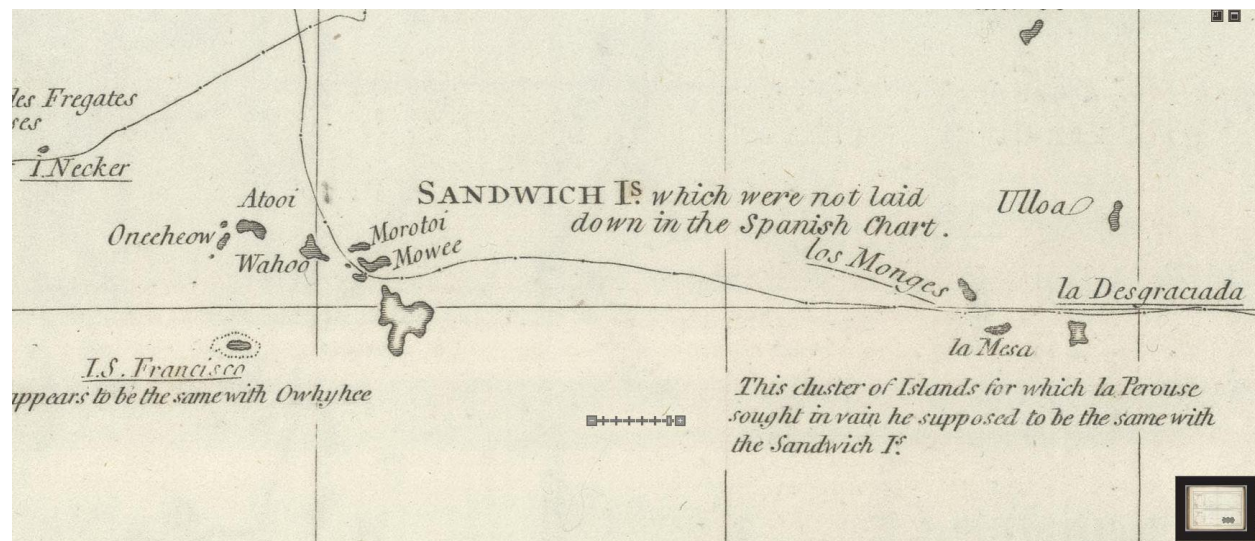 les Fregates
ses
I. Necker
Atooi
Oneeheow
Wahoo
Morotoi
Mowee
SANDWICH Is. which were not laid
down in the Spanish Chart.
Ulloa
los Monges
la Desgraciada
la Mesa
I. S. Francisco
appears to be the same with Owhyhee
This cluster of Islands for which la Perouse
sought in vain he supposed to be the same with
the Sandwich Is.